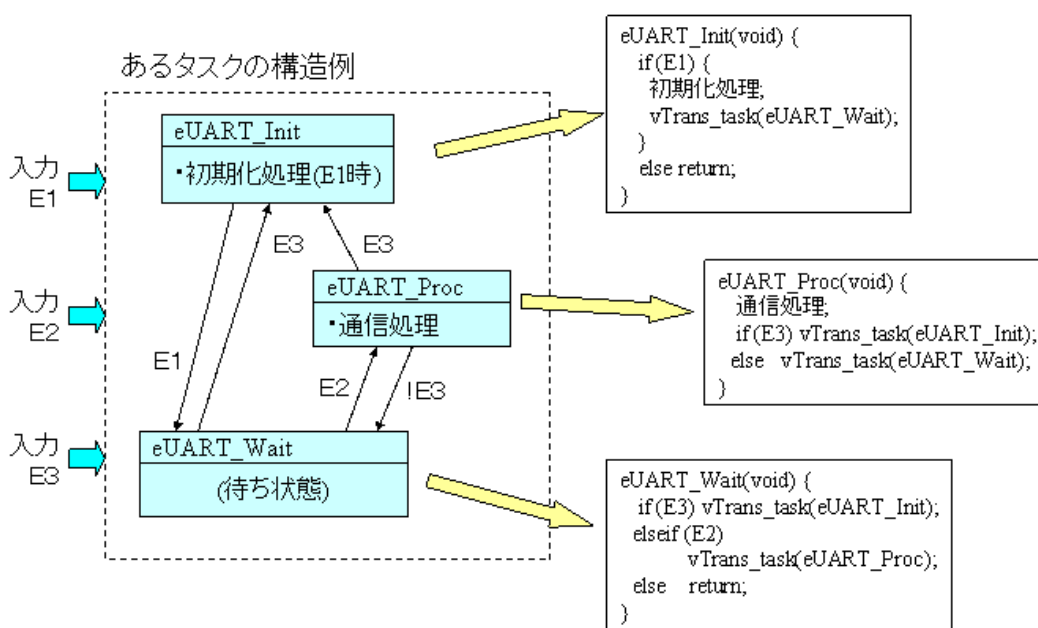 あるタスクの構造例
入力
E1
入力
E2
入力
E3
eUART_Init
・初期化処理(E1時)
E3
E3
eUART_Proc
・通信処理
E1
E2
!E3
eUART_Wait
(待ち状態)
eUART_Init(void) {
if (E1) {
初期化処理;
vTrans_task(eUART_Wait);
}
else return;
}
eUART_Proc(void) {
通信処理;
if (E3) vTrans_task(eUART_Init);
else vTrans_task(eUART_Wait);
}
eUART_Wait(void) {
if (E3) vTrans_task(eUART_Init);
elseif (E2)
vTrans_task(eUART_Proc);
else return;
}